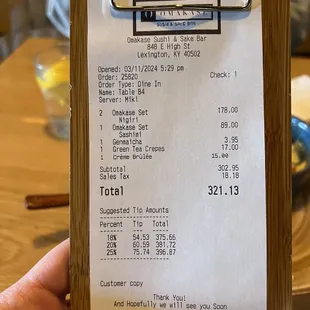 OMAKASE
SUSHI & SAKE BAR
Omakase Sushi & Sake Bar
848 E High St
Lexington, KY 40502
Opened: 03/11/2024 5:29 pm
Order: 25820 Check: 1
Order Type: Dine In
Name: Table B4
Server: Miki
2 Omakase Set 178.00
Nigiri
1 Omakase Set 89.00
Sashimi
1 Genmaicha 3.95
1 Green Tea Crepes 17.00
1 Crème Brûlée 15.00
Subtotal 302.95
Sales Tax 18.18
Total 321.13
Suggested Tip Amounts
Percent Tip Total
18% 54.53 375.66
20% 60.59 381.72
25% 75.74 396.87
Customer copy
Thank You!
And Hopefully we will see you Soon